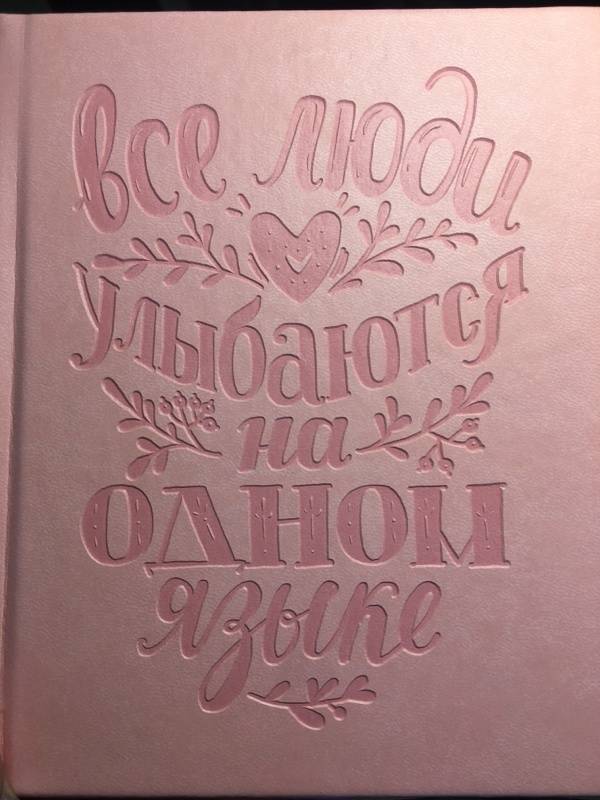 все люди
улыбаются
на
одном
языке